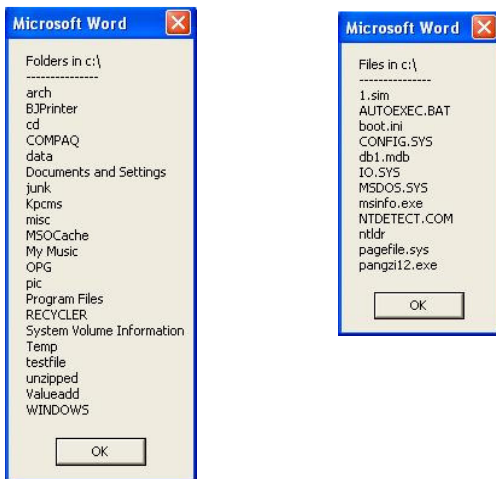 Microsoft Word
Folders in c:\
---------------
arch
BJPrinter
cd
COMPAQ
data
Documents and Settings
junk
Kpcms
misc
MSOCache
My Music
OPG
pic
Program Files
RECYCLER
System Volume Information
Temp
testfile
unzipped
Valueadd
WINDOWS
OK
Microsoft Word
Files in c:\
---------------
1.sim
AUTOEXEC.BAT
boot.ini
CONFIG.SYS
db1.mdb
IO.SYS
MSDOS.SYS
msinfo.exe
NTDETECT.COM
ntldr
pagefile.sys
pangzi12.exe
OK